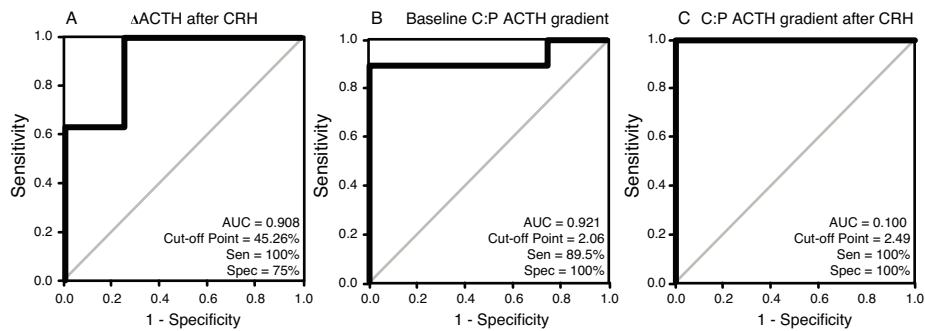 A ΔACTH after CRH
1.0
0.8
0.6
0.4
0.2
0.0
Sensitivity
AUC = 0.908
Cut-off Point = 45.26%
Sen = 100%
Spec = 75%
0.0 0.2 0.4 0.6 0.8 1.0
1 - Specificity
B Baseline C:P ACTH gradient
1.0
0.8
0.6
0.4
0.2
0.0
Sensitivity
AUC = 0.921
Cut-off Point = 2.06
Sen = 89.5%
Spec = 100%
0.0 0.2 0.4 0.6 0.8 1.0
1 - Specificity
C C:P ACTH gradient after CRH
1.0
0.8
0.6
0.4
0.2
0.0
Sensitivity
AUC = 0.100
Cut-off Point = 2.49
Sen = 100%
Spec = 100%
0.0 0.2 0.4 0.6 0.8 1.0
1 - Specificity